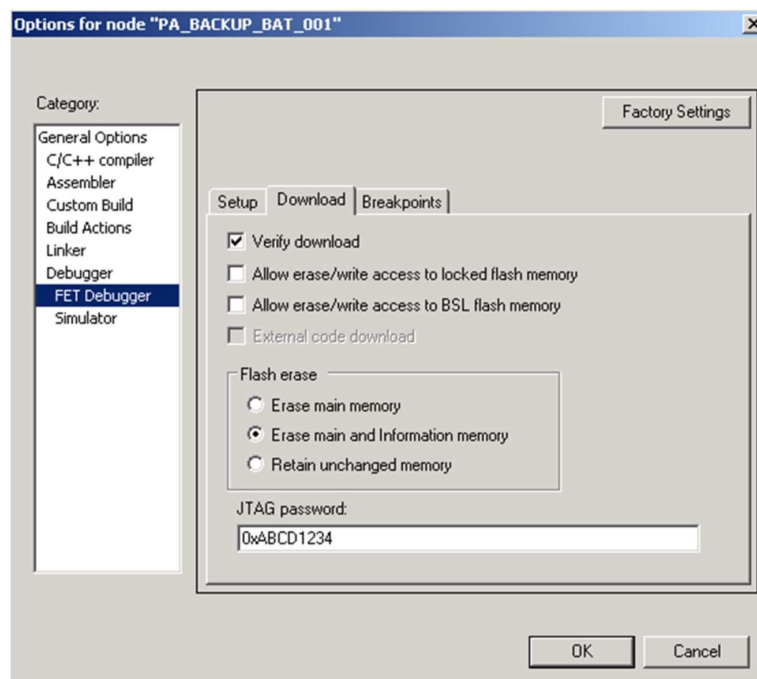 Options for node "PA_BACKUP_BAT_001"
Category:
Factory Settings
General Options
C/C++ compiler
Assembler
Custom Build
Build Actions
Linker
Debugger
FET Debugger
Simulator
Setup Download Breakpoints
Verify download
Allow erase/write access to locked flash memory
Allow erase/write access to BSL flash memory
External code download
Flash erase
Erase main memory
Erase main and Information memory
Retain unchanged memory
JTAG password:
0xABCD1234
OK Cancel